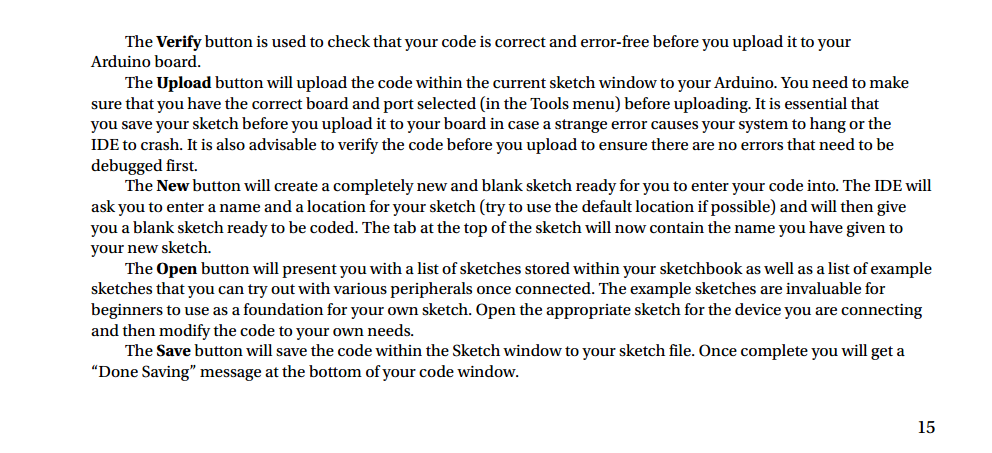 The Verify button is used to check that your code is correct and error-free before you upload it to your
Arduino board.
The Upload button will upload the code within the current sketch window to your Arduino. You need to make
sure that you have the correct board and port selected (in the Tools menu) before uploading. It is essential that
you save your sketch before you upload it to your board in case a strange error causes your system to hang or the
IDE to crash. It is also advisable to verify the code before you upload to ensure there are no errors that need to be
debugged first.
The New button will create a completely new and blank sketch ready for you to enter your code into. The IDE will
ask you to enter a name and a location for your sketch (try to use the default location if possible) and will then give
you a blank sketch ready to be coded. The tab at the top of the sketch will now contain the name you have given to
your new sketch.
The Open button will present you with a list of sketches stored within your sketchbook as well as a list of example
sketches that you can try out with various peripherals once connected. The example sketches are invaluable for
beginners to use as a foundation for your own sketch. Open the appropriate sketch for the device you are connecting
and then modify the code to your own needs.
The Save button will save the code within the Sketch window to your sketch file. Once complete you will get a
“Done Saving” message at the bottom of your code window.
15